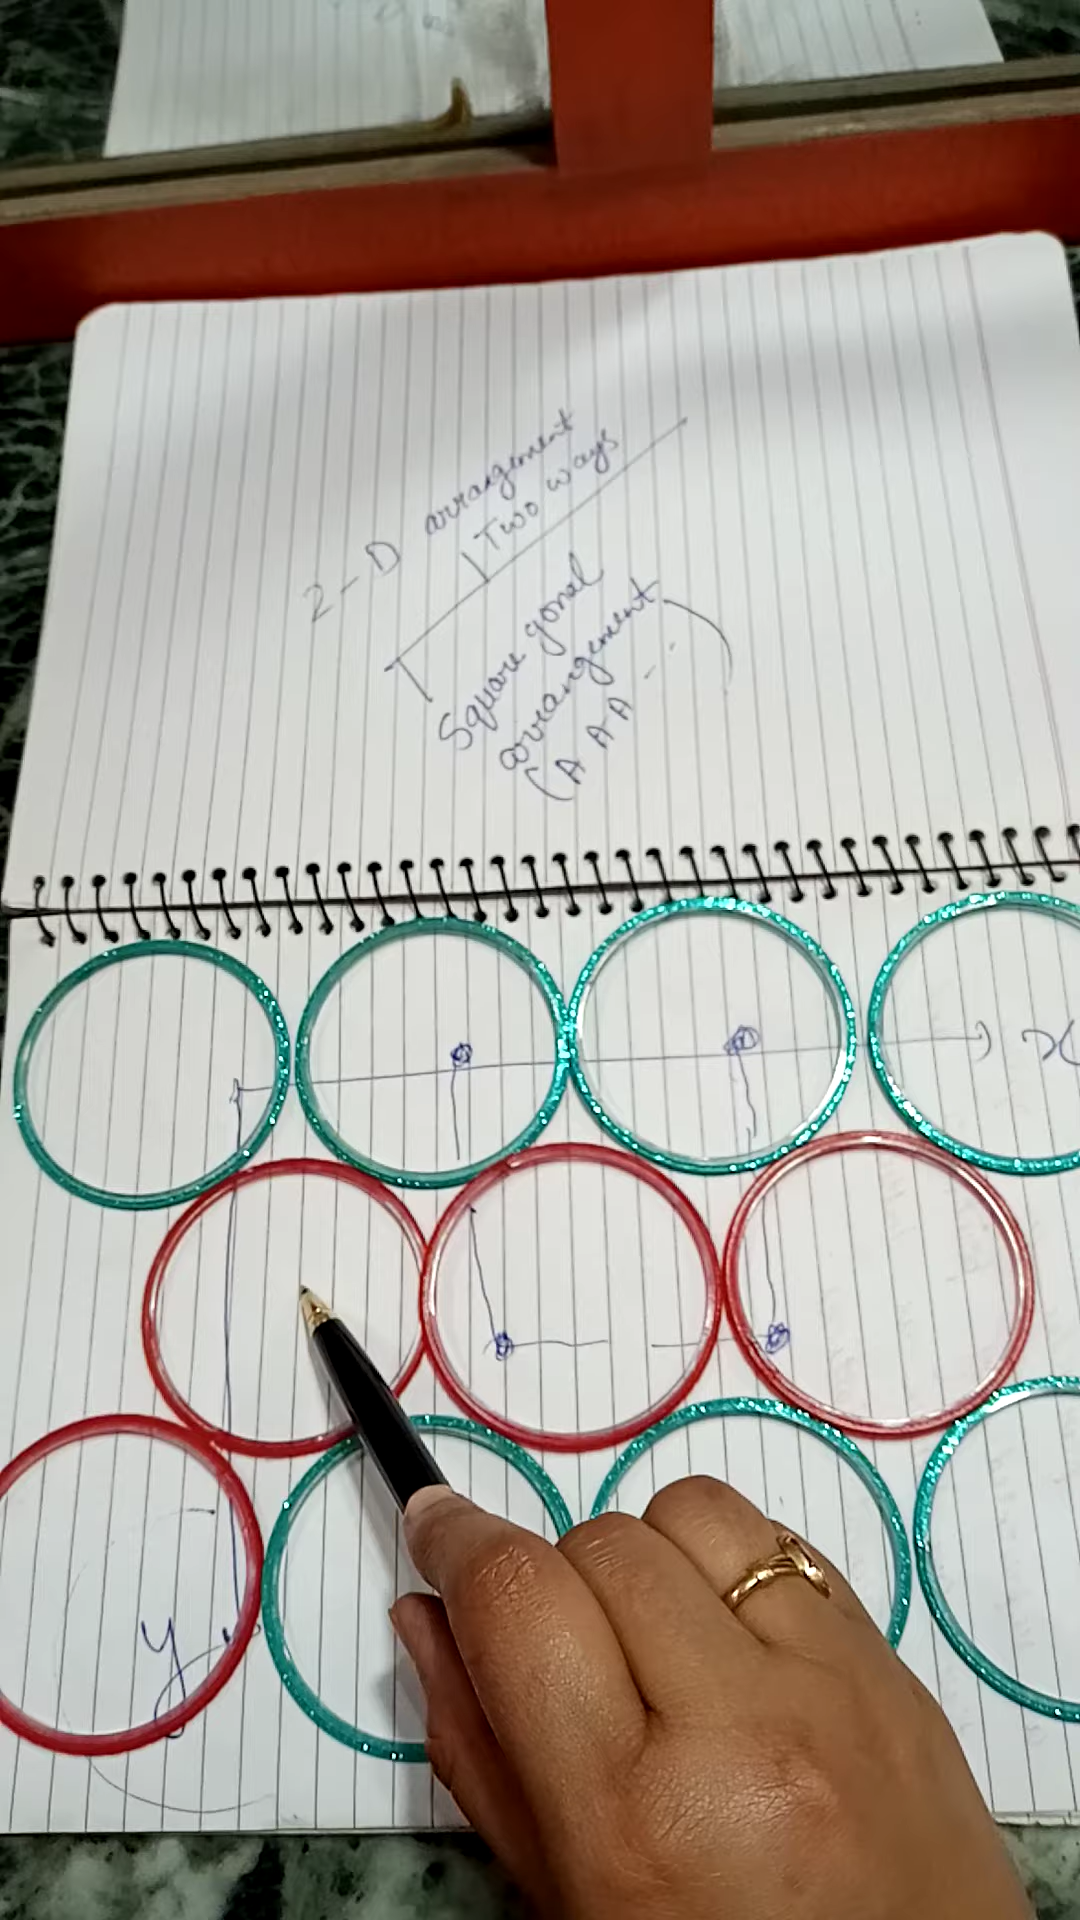 2-D arrangement
Two ways
Square gonal
arrangement
(A A A ...)
x
y